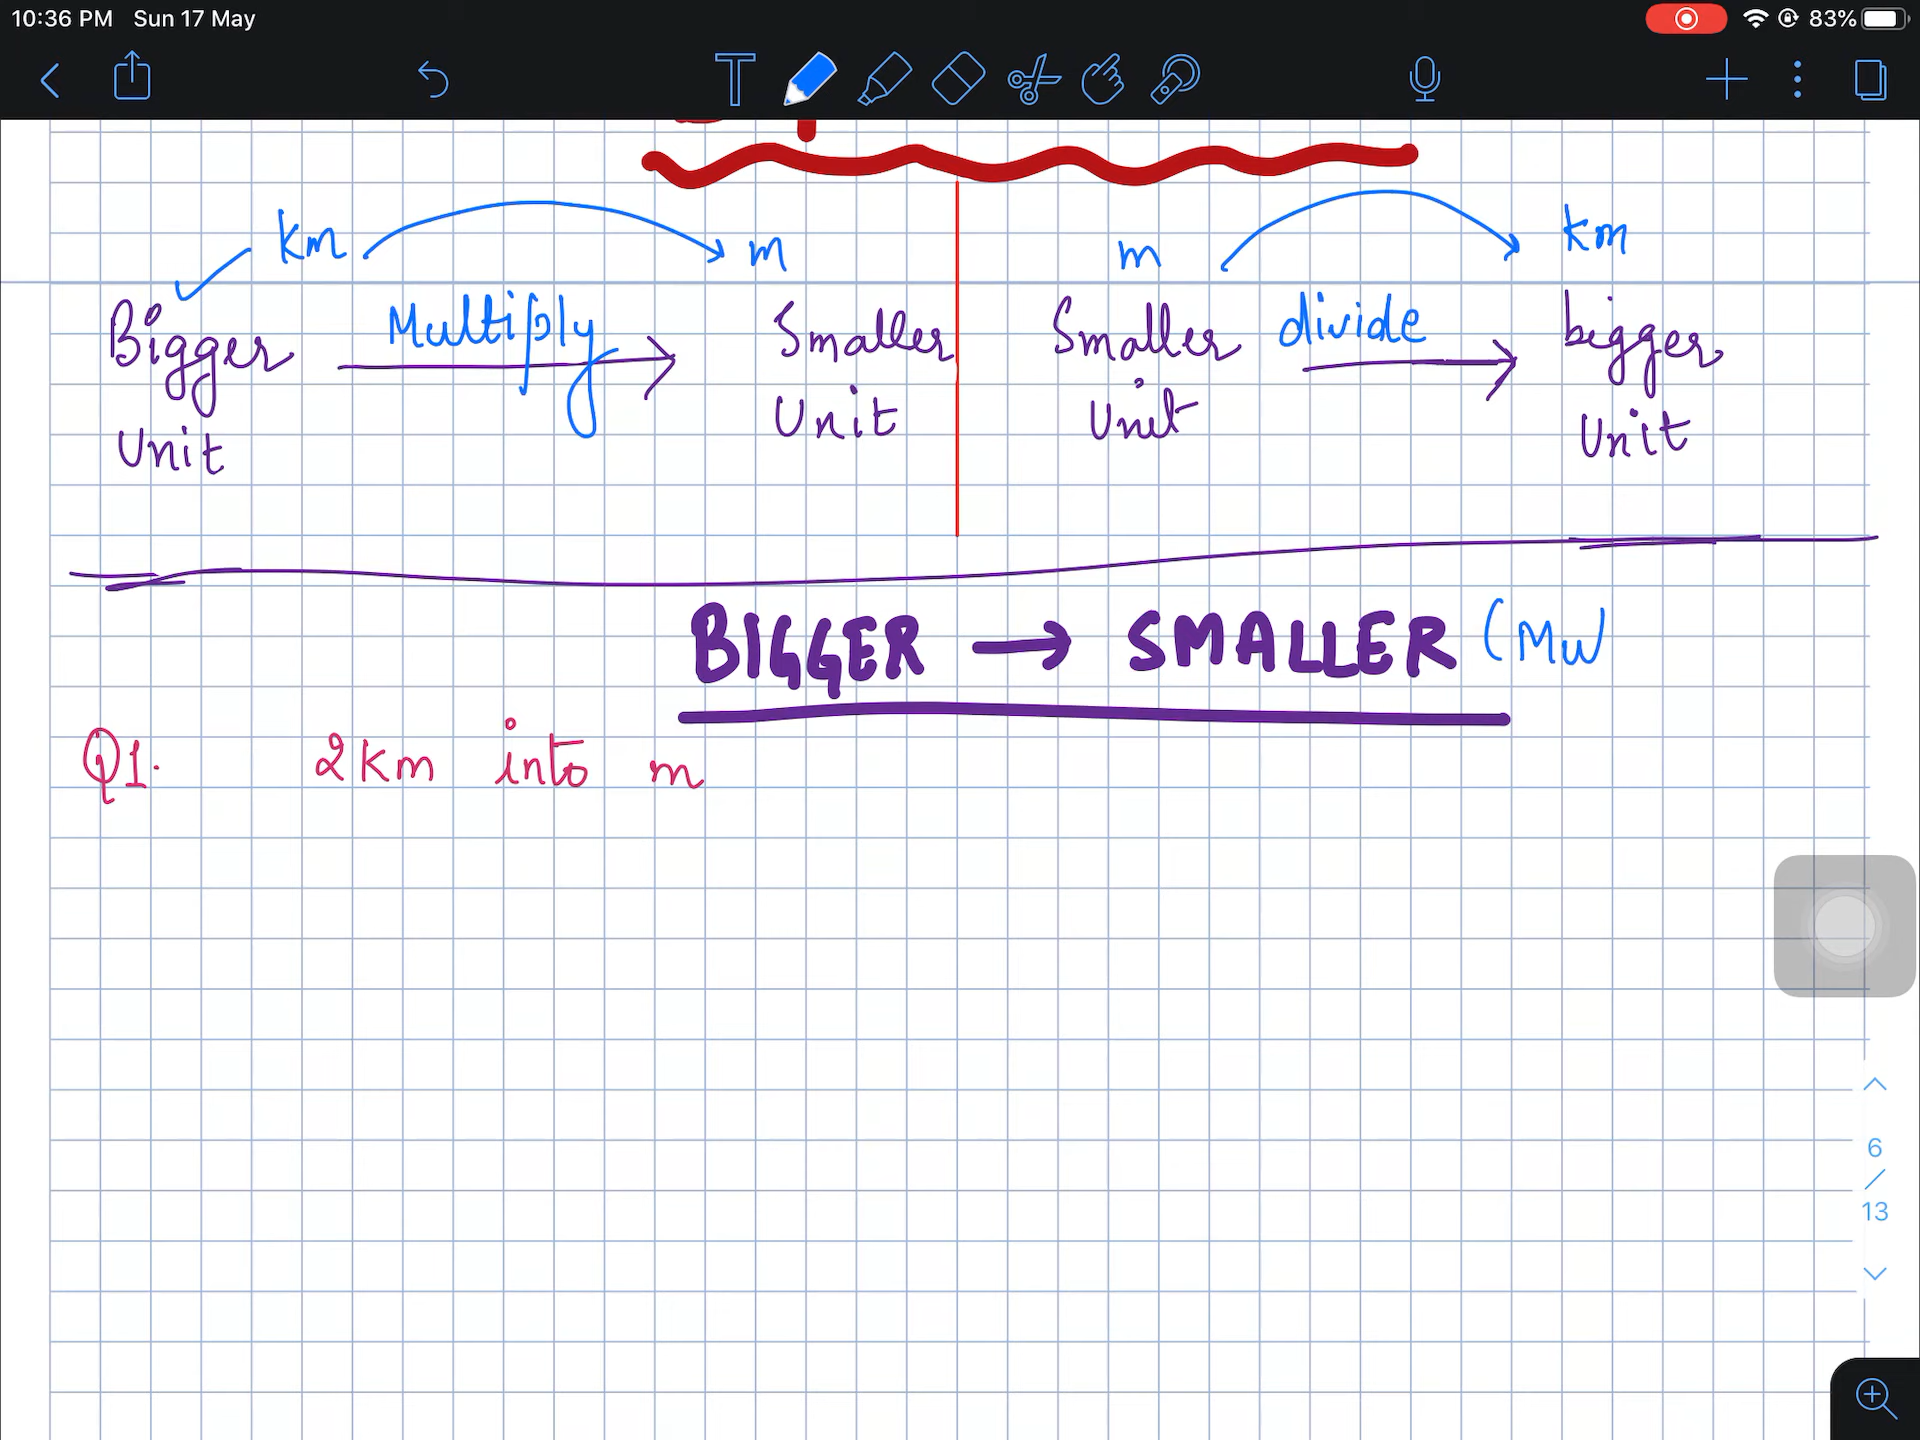 10:36 PM Sun 17 May 83%
km m m km
Bigger Multiply Smaller Smaller divide bigger
Unit Unit Unit Unit
BIGGER → SMALLER (Mu
Q1. 2km into m
6
/
13